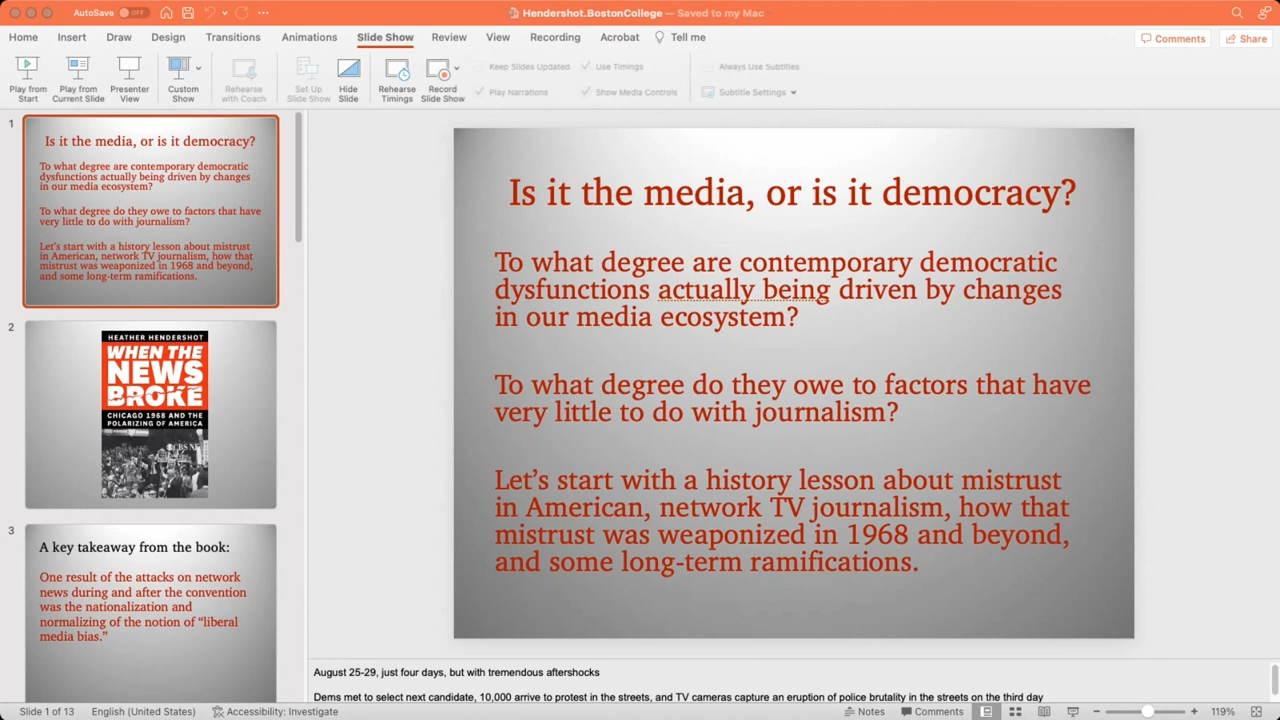 AutoSave OFF
Hendershot.BostonCollege — Saved to my Mac
Home Insert Draw Design Transitions Animations Slide Show Review View Recording Acrobat Tell me
Comments Share
Play from Start
Play from Current Slide
Presenter View
Custom Show
Rehearse with Coach
Set Up Slide Show
Hide Slide
Rehearse Timings
Record Slide Show
Keep Slides Updated
Use Timings
Play Narrations
Show Media Controls
Always Use Subtitles
Subtitle Settings
1
Is it the media, or is it democracy?
To what degree are contemporary democratic
dysfunctions actually being driven by changes
in our media ecosystem?
To what degree do they owe to factors that have
very little to do with journalism?
Let's start with a history lesson about mistrust
in American, network TV journalism, how that
mistrust was weaponized in 1968 and beyond,
and some long-term ramifications.
2
HEATHER HENDERSHOT
WHEN THE
NEWS
BROKE
CHICAGO 1968 AND THE
POLARIZING OF AMERICA
CBS NE
3
A key takeaway from the book:
One result of the attacks on network
news during and after the convention
was the nationalization and
normalizing of the notion of “liberal
media bias.”
Is it the media, or is it democracy?
To what degree are contemporary democratic
dysfunctions actually being driven by changes
in our media ecosystem?
To what degree do they owe to factors that have
very little to do with journalism?
Let's start with a history lesson about mistrust
in American, network TV journalism, how that
mistrust was weaponized in 1968 and beyond,
and some long-term ramifications.
August 25-29, just four days, but with tremendous aftershocks
Dems met to select next candidate, 10,000 arrive to protest in the streets, and TV cameras capture an eruption of police brutality in the streets on the third day
Slide 1 of 13 English (United States) Accessibility: Investigate Notes Comments 119%